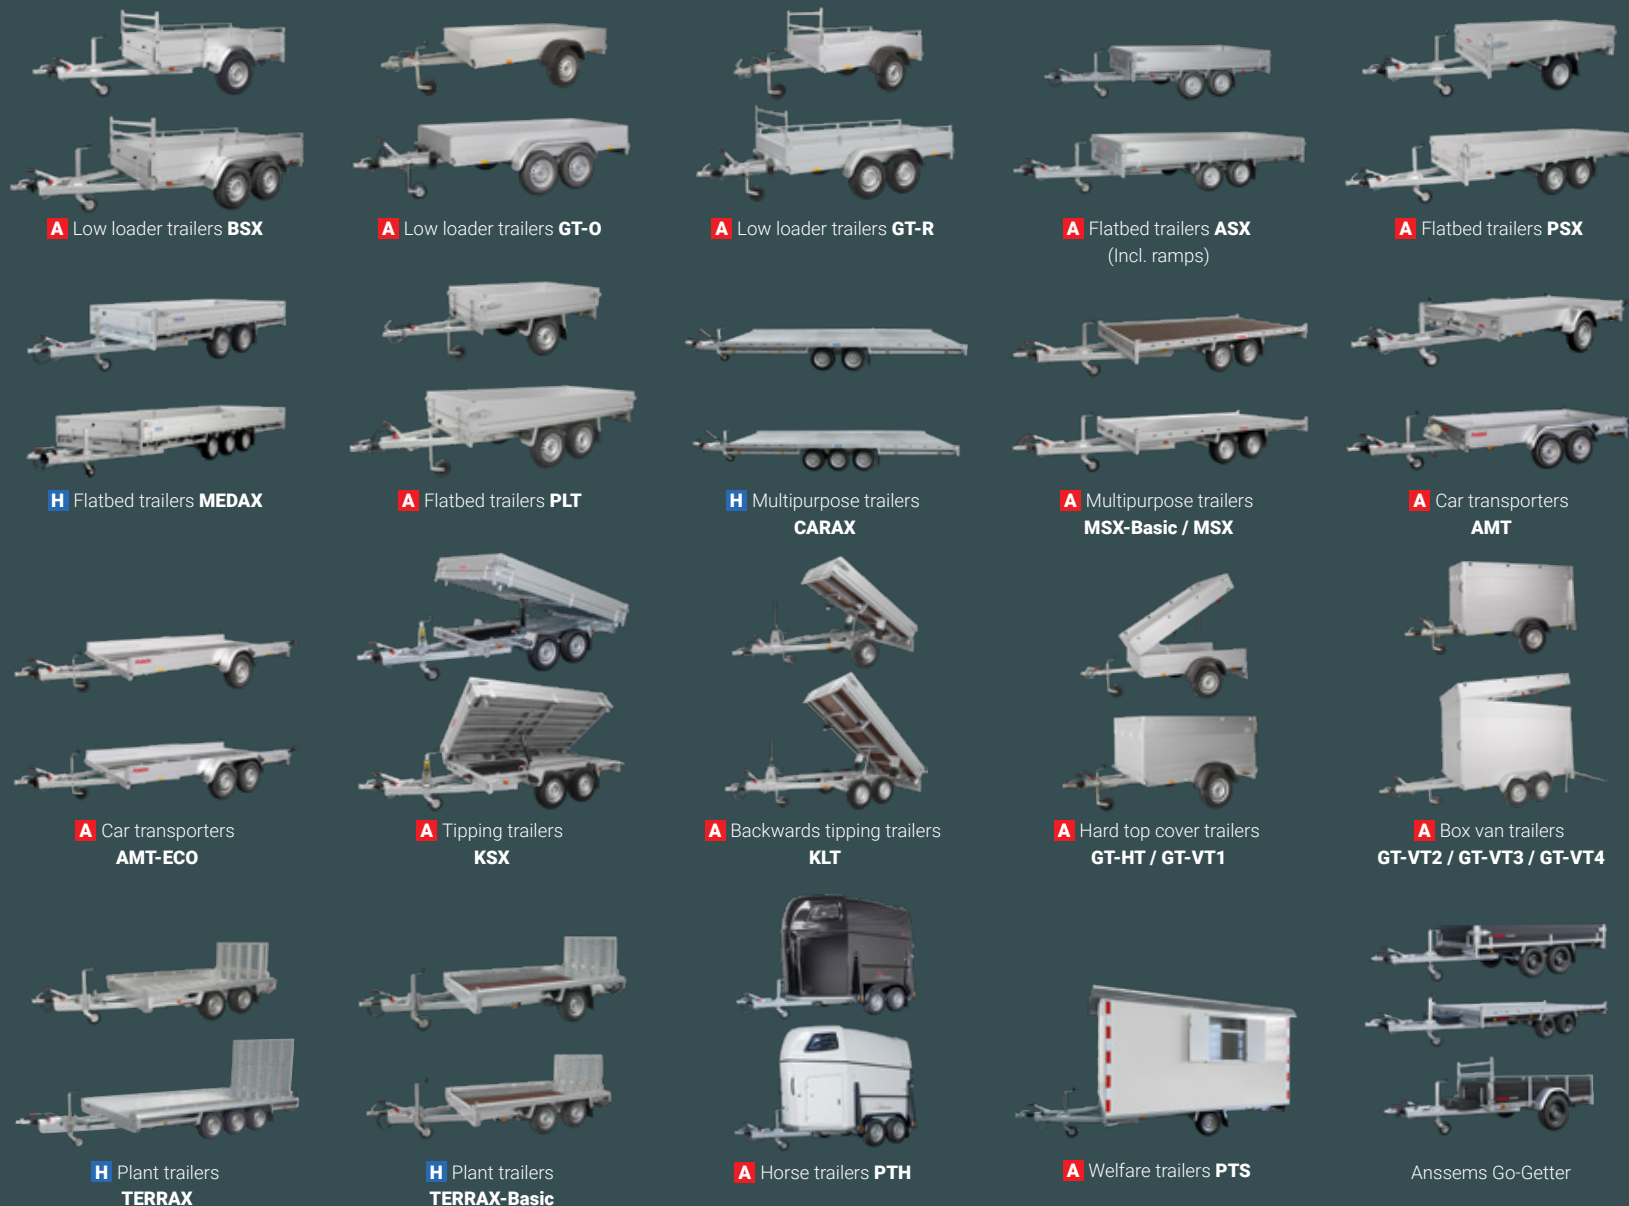 A Low loader trailers BSX
A Low loader trailers GT-O
A Low loader trailers GT-R
A Flatbed trailers ASX
(Incl. ramps)
A Flatbed trailers PSX
H Flatbed trailers MEDAX
A Flatbed trailers PLT
H Multipurpose trailers
CARAX
A Multipurpose trailers
MSX-Basic / MSX
A Car transporters
AMT
A Car transporters
AMT-ECO
A Tipping trailers
KSX
A Backwards tipping trailers
KLT
A Hard top cover trailers
GT-HT / GT-VT1
A Box van trailers
GT-VT2 / GT-VT3 / GT-VT4
H Plant trailers
TERRAX
H Plant trailers
TERRAX-Basic
A Horse trailers PTH
A Welfare trailers PTS
Anssems Go-Getter